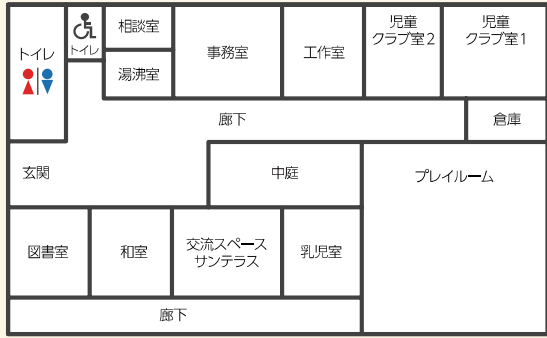 トイレ
トイレ
相談室
湯沸室
事務室
工作室
児童
クラブ室2
児童
クラブ室1
廊下
倉庫
玄関
中庭
プレイルーム
図書室
和室
交流スペース
サンテラス
乳児室
廊下